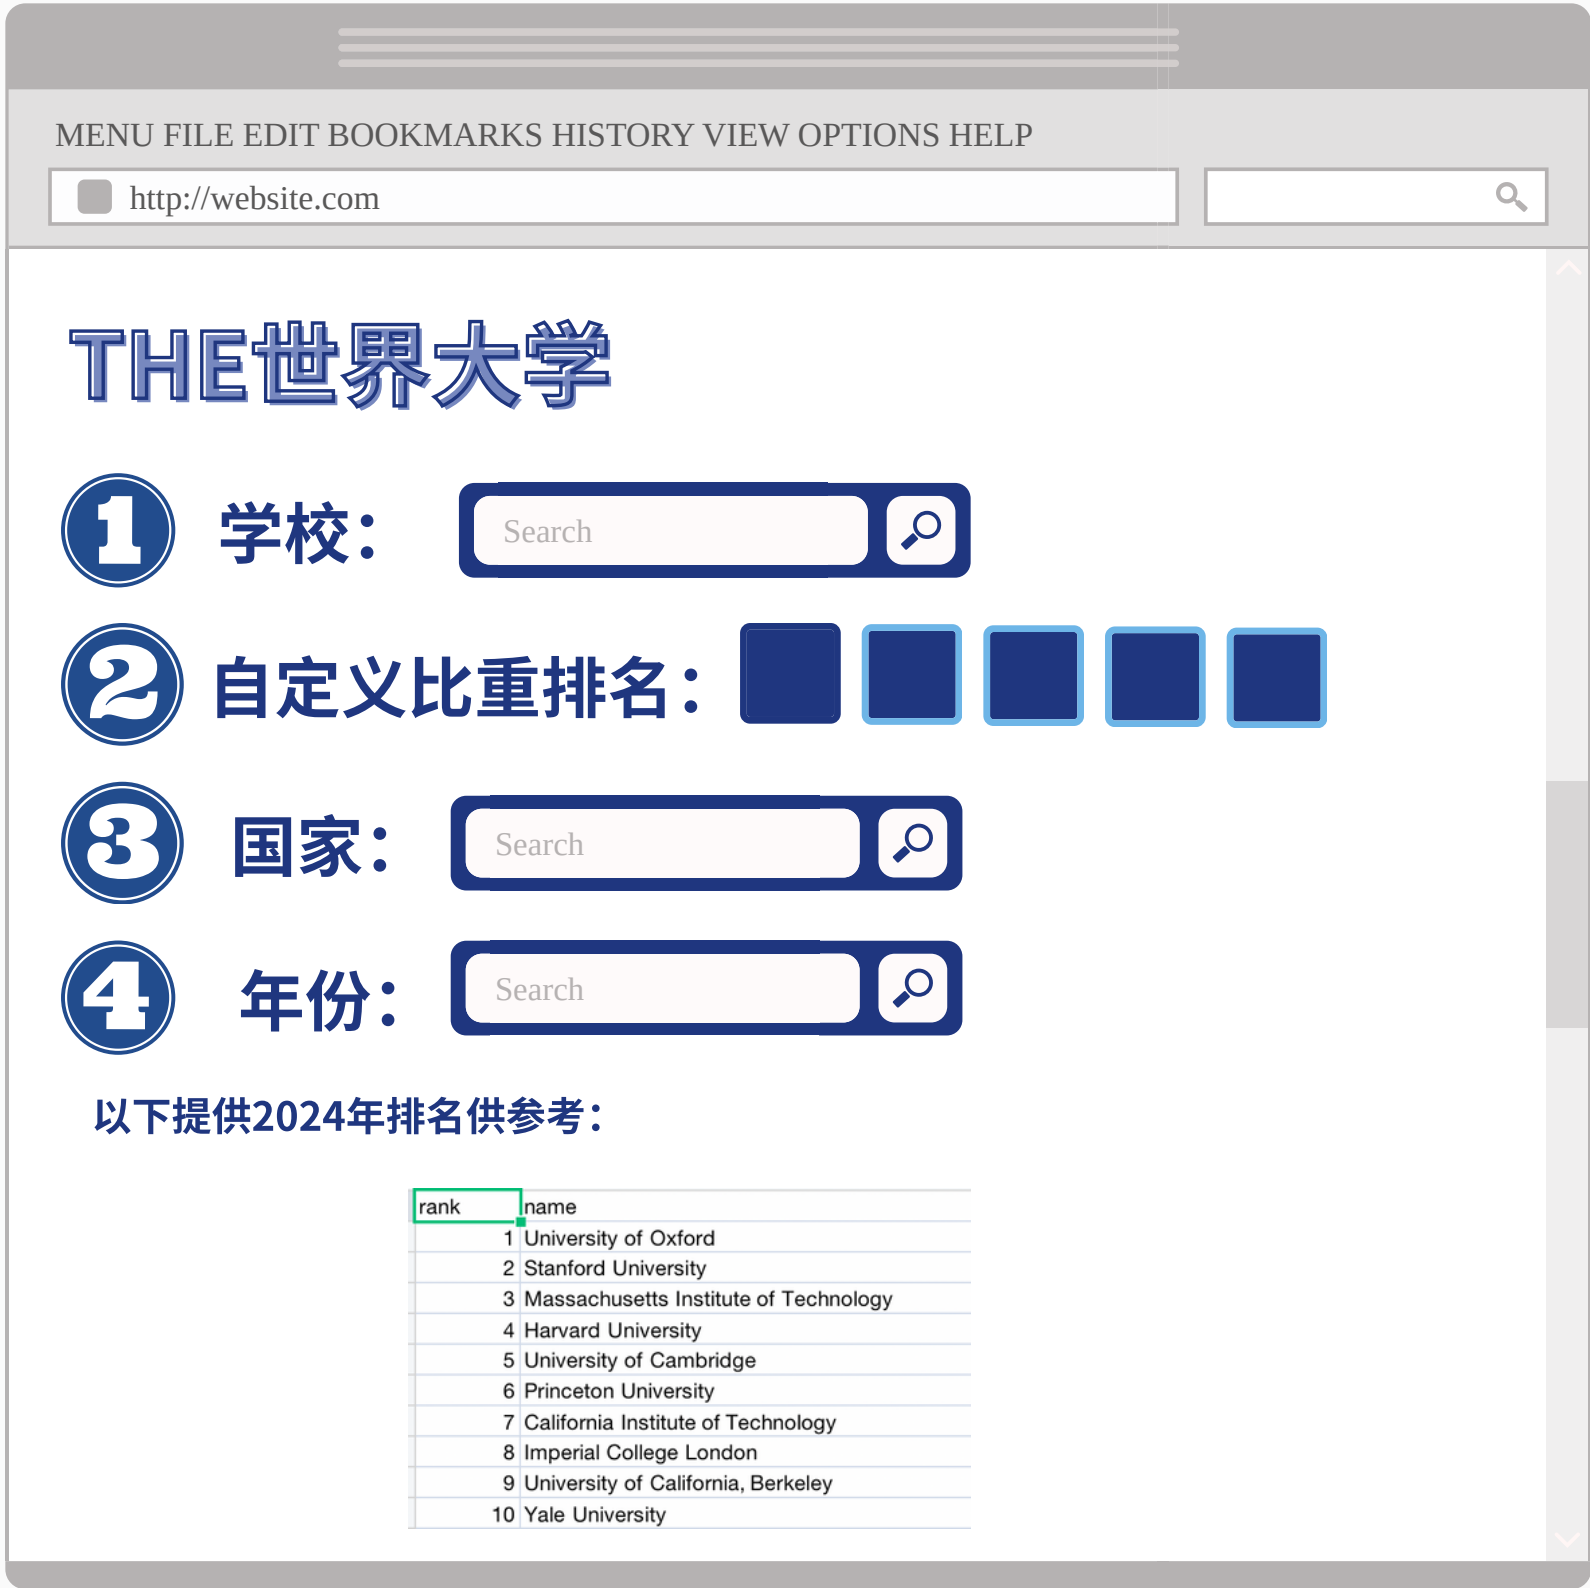 MENU FILE EDIT BOOKMARKS HISTORY VIEW OPTIONS HELP
http://website.com
THE世界大学
1 学校： Search
2 自定义比重排名：
3 国家： Search
4 年份： Search
以下提供2024年排名供参考：
rank name
1 University of Oxford
2 Stanford University
3 Massachusetts Institute of Technology
4 Harvard University
5 University of Cambridge
6 Princeton University
7 California Institute of Technology
8 Imperial College London
9 University of California, Berkeley
10 Yale University